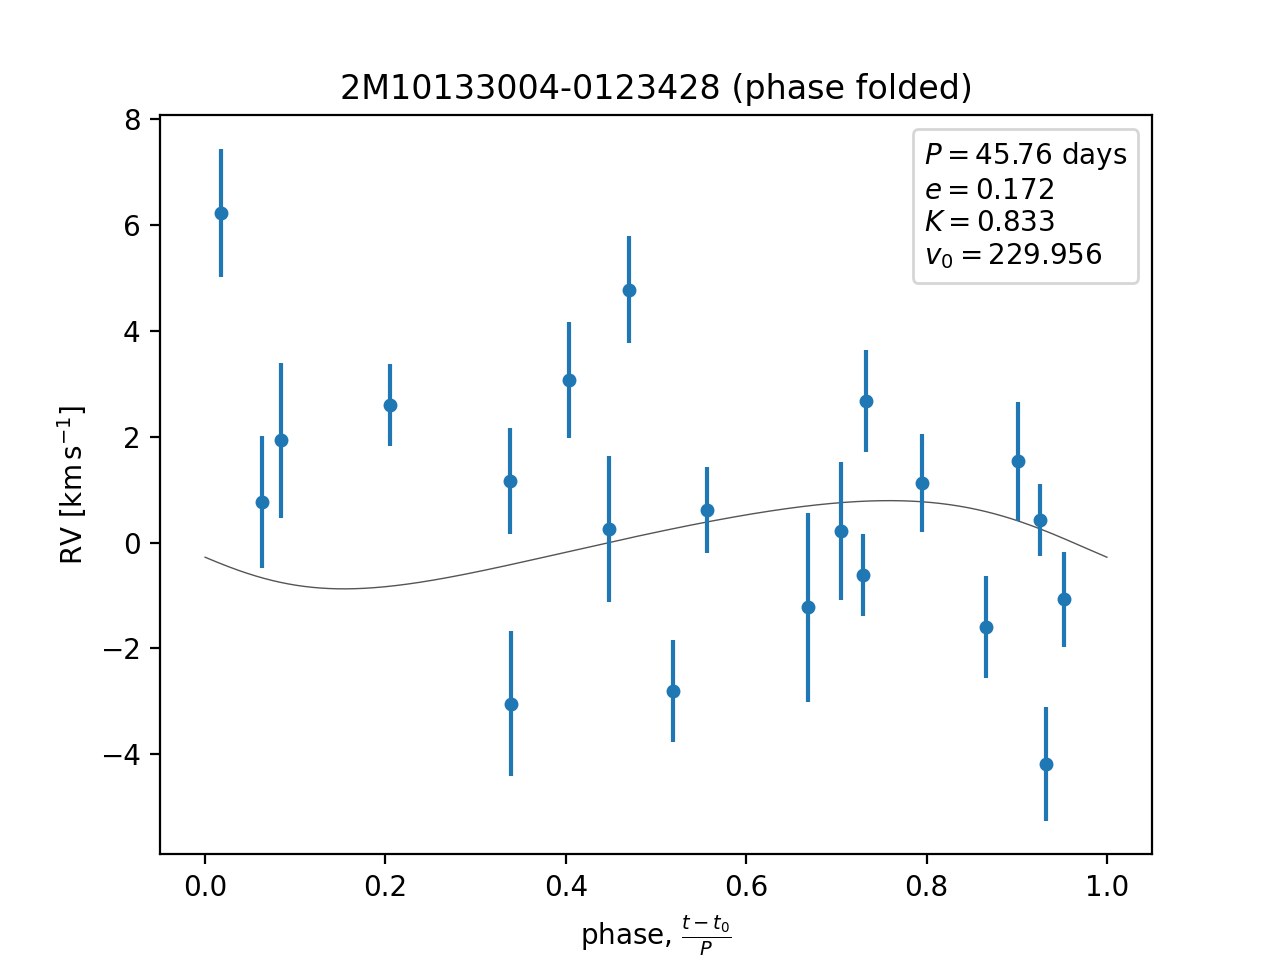 2M10133004-0123428 (phase folded)
P = 45.76 days
e = 0.172
K = 0.833
v₀ = 229.956
8
6
4
2
0
−2
−4
RV [km s⁻¹]
0.0 0.2 0.4 0.6 0.8 1.0
phase, (t − t₀)/P